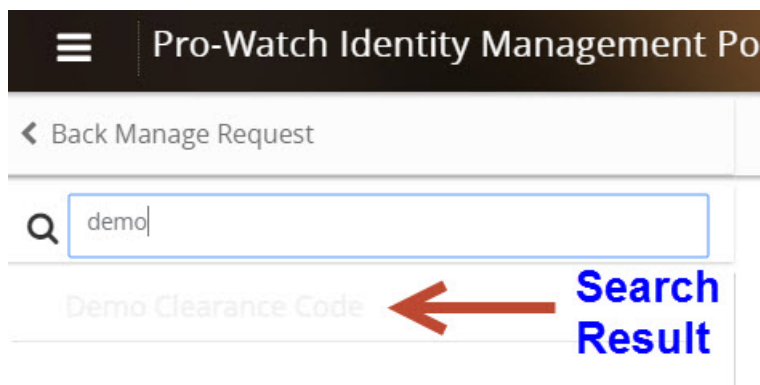 Pro-Watch Identity Management Po
Back Manage Request
demo
Demo Clearance Code
Search
Result